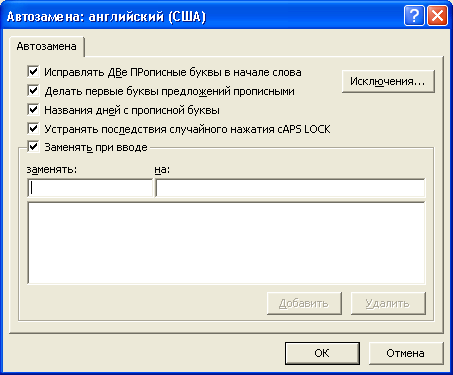 Автозамена: английский (США)
Автозамена
Исправлять ДВе ПРописные буквы в начале слова
Исключения...
Делать первые буквы предложений прописными
Названия дней с прописной буквы
Устранять последствия случайного нажатия cAPS LOCK
Заменять при вводе
заменять: на:
Добавить Удалить
ОК Отмена